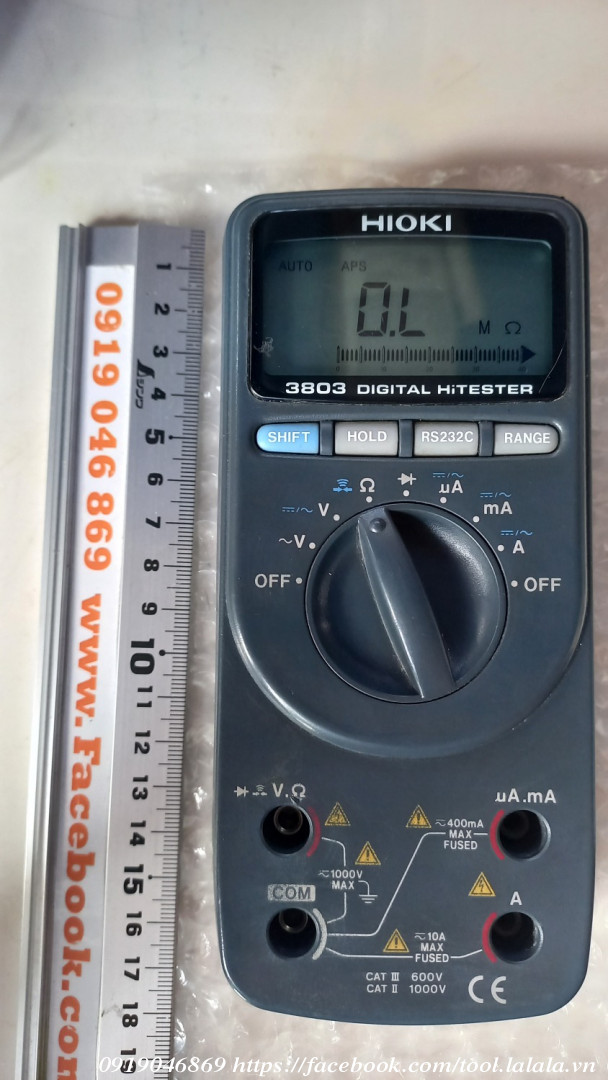 HIOKI
AUTO APS
O.L MΩ
3803 DIGITAL HiTESTER
SHIFT HOLD RS232C RANGE
Ω
µA
V
mA
~V
A
OFF
OFF
V.Ω
µA.mA
≂400mA
MAX
FUSED
≂1000V
MAX
COM
A
≂10A
MAX
FUSED
CAT III 600V
CAT II 1000V
CE
1
2
3
4
5
6
7
8
9
10
11
12
13
14
15
16
17
18
19
0919 046 869 www.Facebook.com
0919046869 https://facebook.com/tool.lalala.vn